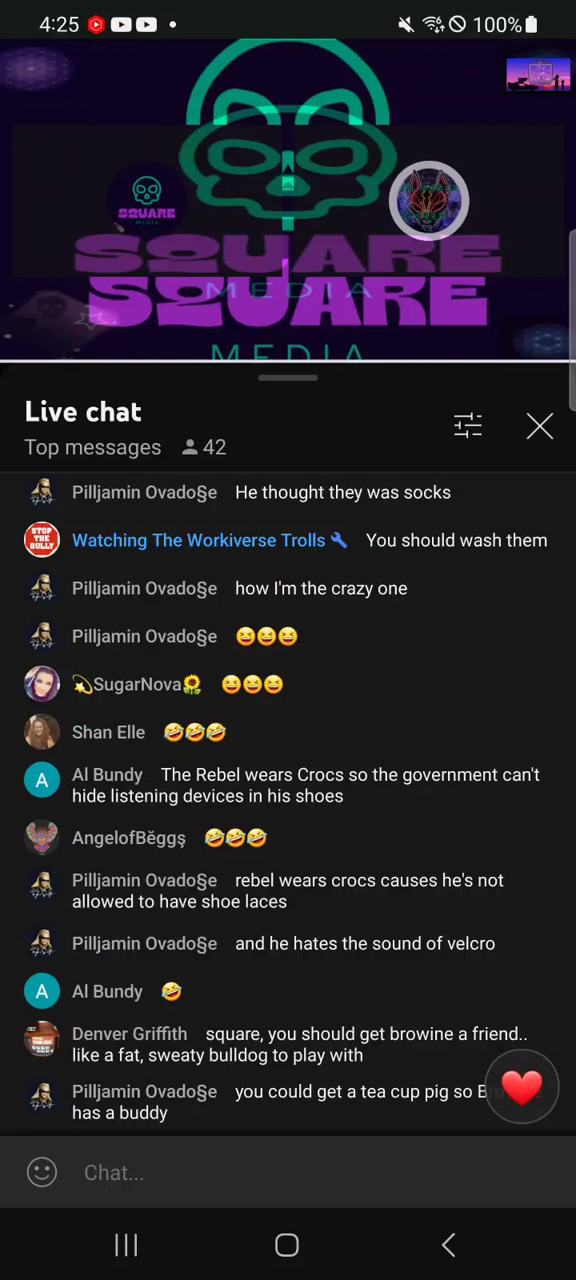 4:25
100%
SQUARE
MEDIA
SQUARE
SQUARE
MEDIA
MEDIA
Live chat
Top messages 42
Pilljamin Ovado§e He thought they was socks
STOP THE BULLY
Watching The Workiverse Trolls 🔧 You should wash them
Pilljamin Ovado§e how I'm the crazy one
Pilljamin Ovado§e 😆😆😆
💫SugarNova🌻 😆😆😆
Shan Elle 🤣🤣🤣
A Al Bundy The Rebel wears Crocs so the government can't
hide listening devices in his shoes
AngelofBĕggş 🤣🤣🤣
Pilljamin Ovado§e rebel wears crocs causes he's not
allowed to have shoe laces
Pilljamin Ovado§e and he hates the sound of velcro
A Al Bundy 🤣
Denver Griffith square, you should get browine a friend..
like a fat, sweaty bulldog to play with
Pilljamin Ovado§e you could get a tea cup pig so
has a buddy
Chat...